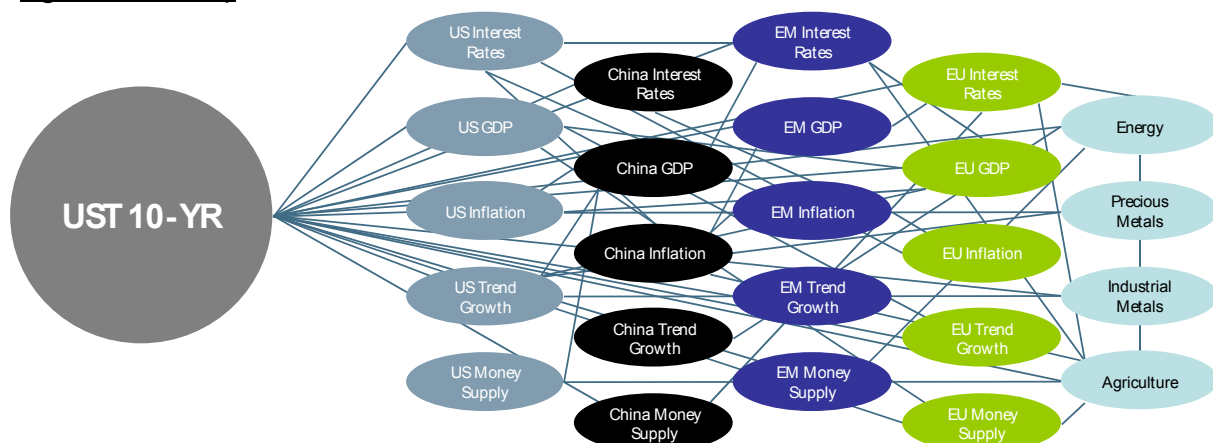 UST 10-YR
US Interest
Rates
US GDP
US Inflation
US Trend
Growth
US Money
Supply
China Interest
Rates
China GDP
China Inflation
China Trend
Growth
China Money
Supply
EM Interest
Rates
EM GDP
EM Inflation
EM Trend
Growth
EM Money
Supply
EU Interest
Rates
EU GDP
EU Inflation
EU Trend
Growth
EU Money
Supply
Energy
Precious
Metals
Industrial
Metals
Agriculture